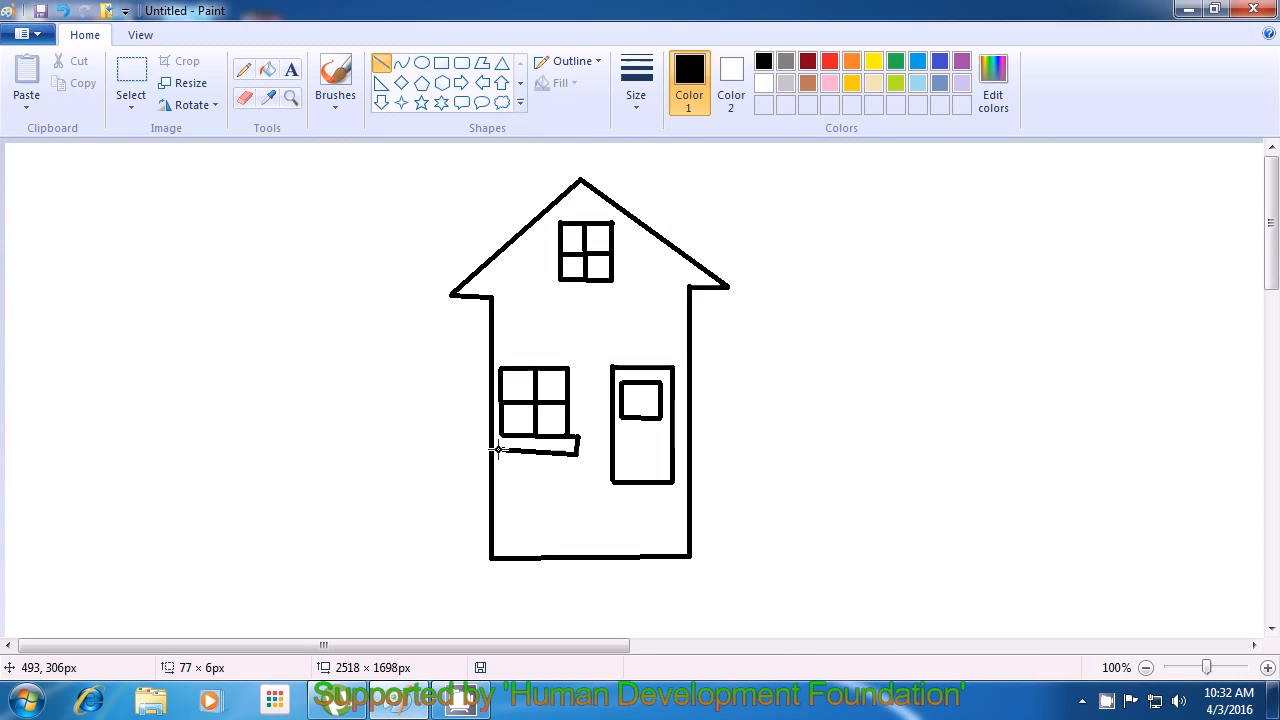 Untitled - Paint
Home View
Paste
Cut
Copy
Clipboard
Select
Crop
Resize
Rotate
Image
A
Tools
Brushes
Outline
Fill
Shapes
Size
Color 1
Color 2
Edit colors
Colors
493, 306px 77 × 6px 2518 × 1698px 100%
Supported by 'Human Development Foundation'
10:32 AM
4/3/2016